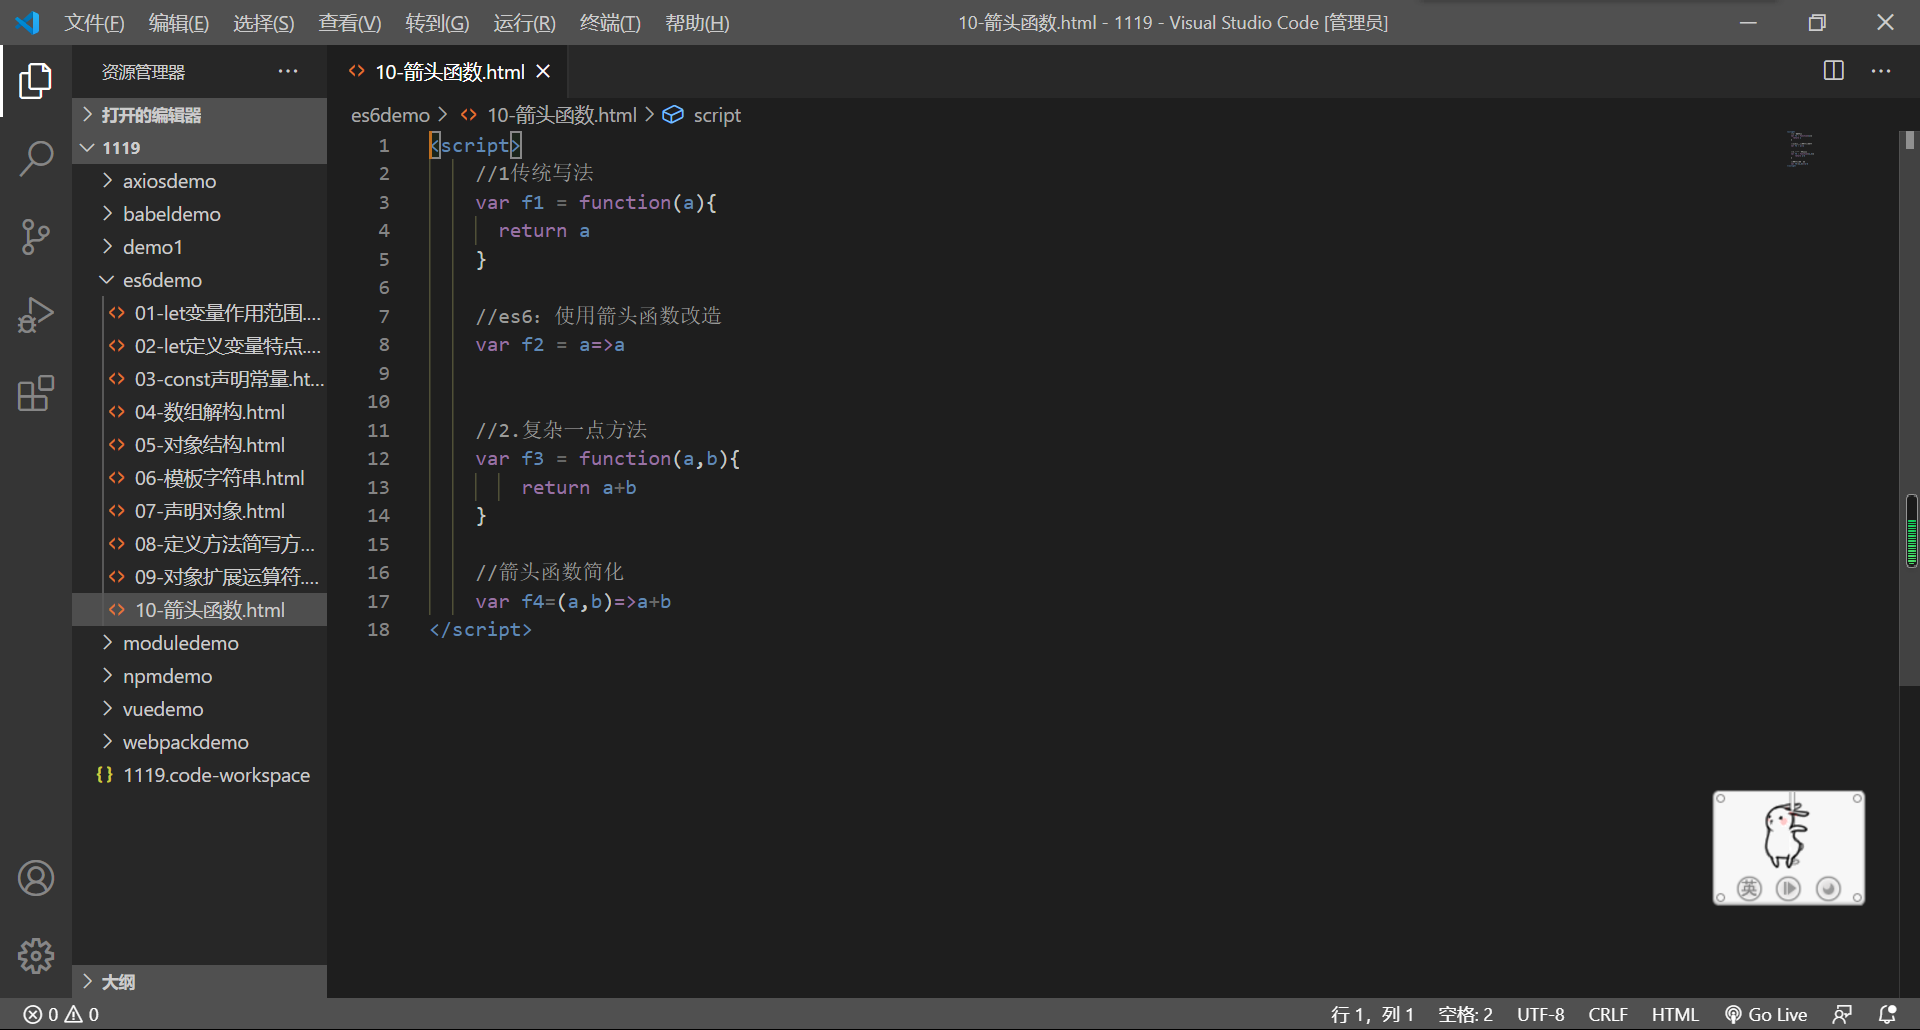 文件(F) 编辑(E) 选择(S) 查看(V) 转到(G) 运行(R) 终端(T) 帮助(H) 10-箭头函数.html - 1119 - Visual Studio Code [管理员]
资源管理器
打开的编辑器
1119
axiosdemo
babeldemo
demo1
es6demo
01-let变量作用范围....
02-let定义变量特点....
03-const声明常量.ht...
04-数组解构.html
05-对象结构.html
06-模板字符串.html
07-声明对象.html
08-定义方法简写方...
09-对象扩展运算符....
10-箭头函数.html
moduledemo
npmdemo
vuedemo
webpackdemo
{} 1119.code-workspace
大纲
10-箭头函数.html
es6demo > 10-箭头函数.html > script
1 <script>
2 //1传统写法
3 var f1 = function(a){
4 return a
5 }
6
7 //es6: 使用箭头函数改造
8 var f2 = a=>a
9
10
11 //2.复杂一点方法
12 var f3 = function(a,b){
13 return a+b
14 }
15
16 //箭头函数简化
17 var f4=(a,b)=>a+b
18 </script>
英
0 0 行 1, 列 1 空格: 2 UTF-8 CRLF HTML Go Live